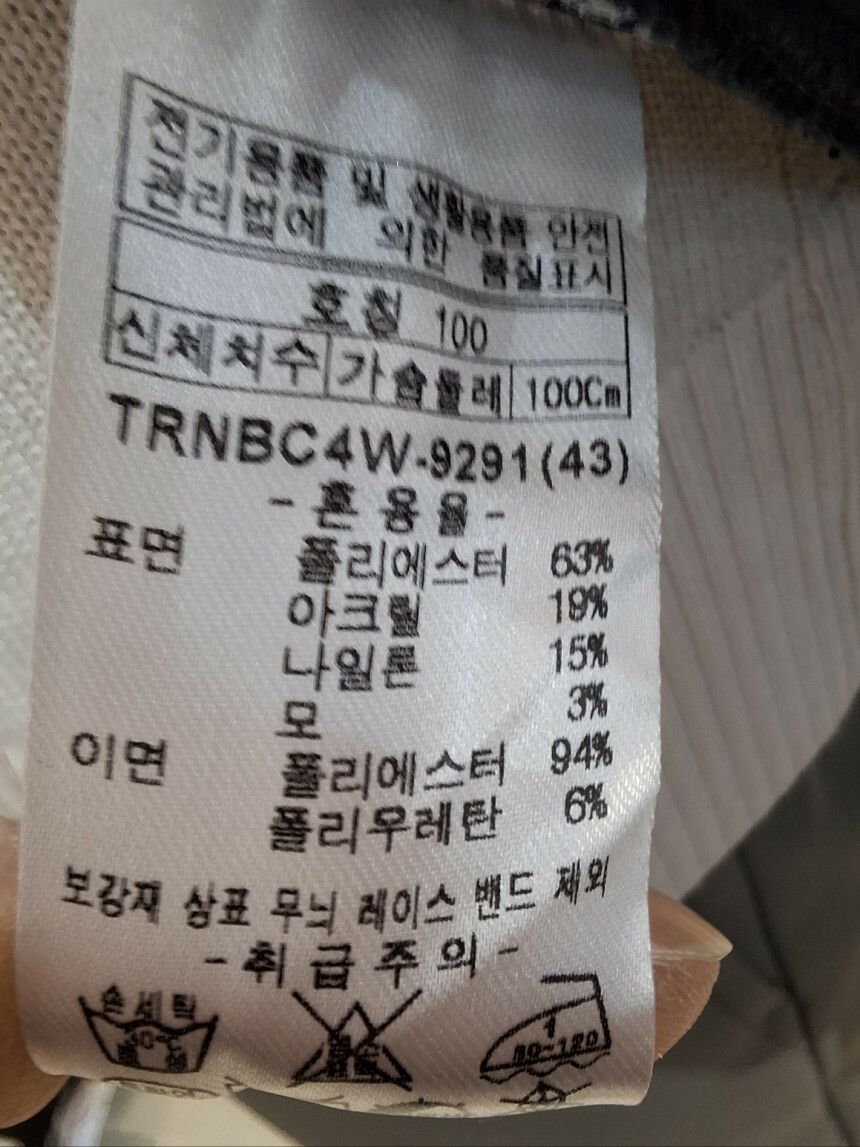 전기용품 및 생활용품 안전
관리법에 의한 품질표시
호칭 100
신체치수 가슴둘레 100Cm
TRNBC4W-9291(43)
- 혼 용 율 -
표면 폴리에스터 63%
아크릴 19%
나일론 15%
모 3%
이면 폴리에스터 94%
폴리우레탄 6%
보강재 상표 무늬 레이스 밴드 제외
- 취 급 주 의 -
손세탁
1
80~120